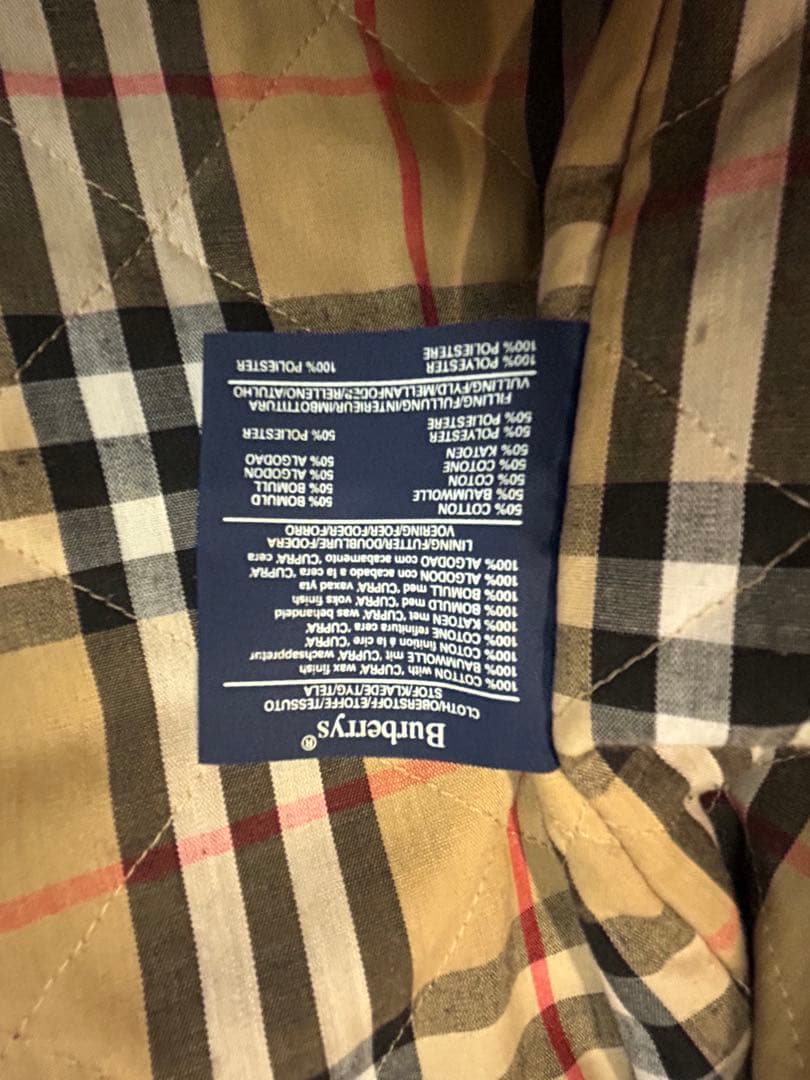 Burberrys®
CLOTH/OBERSTOFF/ETOFFE/TESSUTO
STOF/KLAEDE/TYG/TELA
100% COTTON with 'CUPRA', wax finish
100% BAUMWOLLE mit 'CUPRA', wachsappretur
100% COTON finition à la cire 'CUPRA',
100% COTONE refinitura cera 'CUPRA',
100% KATOEN met 'CUPRA', was behandeld
100% BOMULD med 'CUPRA', voks finish
100% BOMULL med 'CUPRA', vaxad yta
100% ALGODON con acabado a la cera 'CUPRA',
100% ALGODAO com acabamento 'CUPRA', cera
LINING/FUTTER/DOUBLURE/FODERA
VOERING/FOER/FODER/FORRO
50% COTTON 50% BOMULD
50% BAUMWOLLE 50% BOMULL
50% COTON 50% ALGODON
50% COTONE 50% ALGODAO
50% KATOEN
50% POLYESTER 50% POLIESTER
50% POLIESTERE
FILLING/FULLUNG/INTERIEUR/IMBOTTITURA
VULLING/FYLD/MELLANFODER/RELLENO/ATULHO
100% POLYESTER 100% POLIESTER
100% POLIESTERE